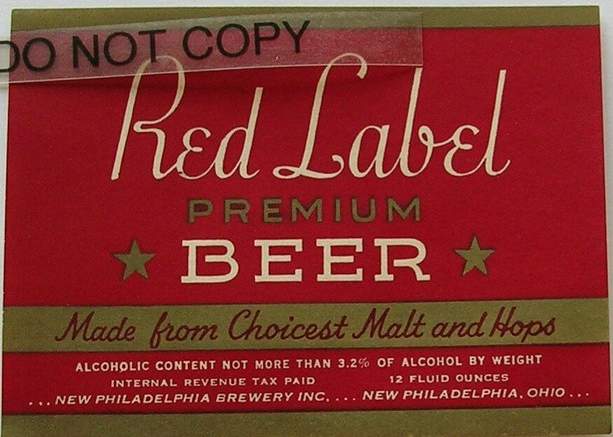 DO NOT COPY
Red Label
PREMIUM
BEER
Made from Choicest Malt and Hops
ALCOHOLIC CONTENT NOT MORE THAN 3.2% OF ALCOHOL BY WEIGHT
INTERNAL REVENUE TAX PAID 12 FLUID OUNCES
...NEW PHILADELPHIA BREWERY INC.... NEW PHILADELPHIA, OHIO...